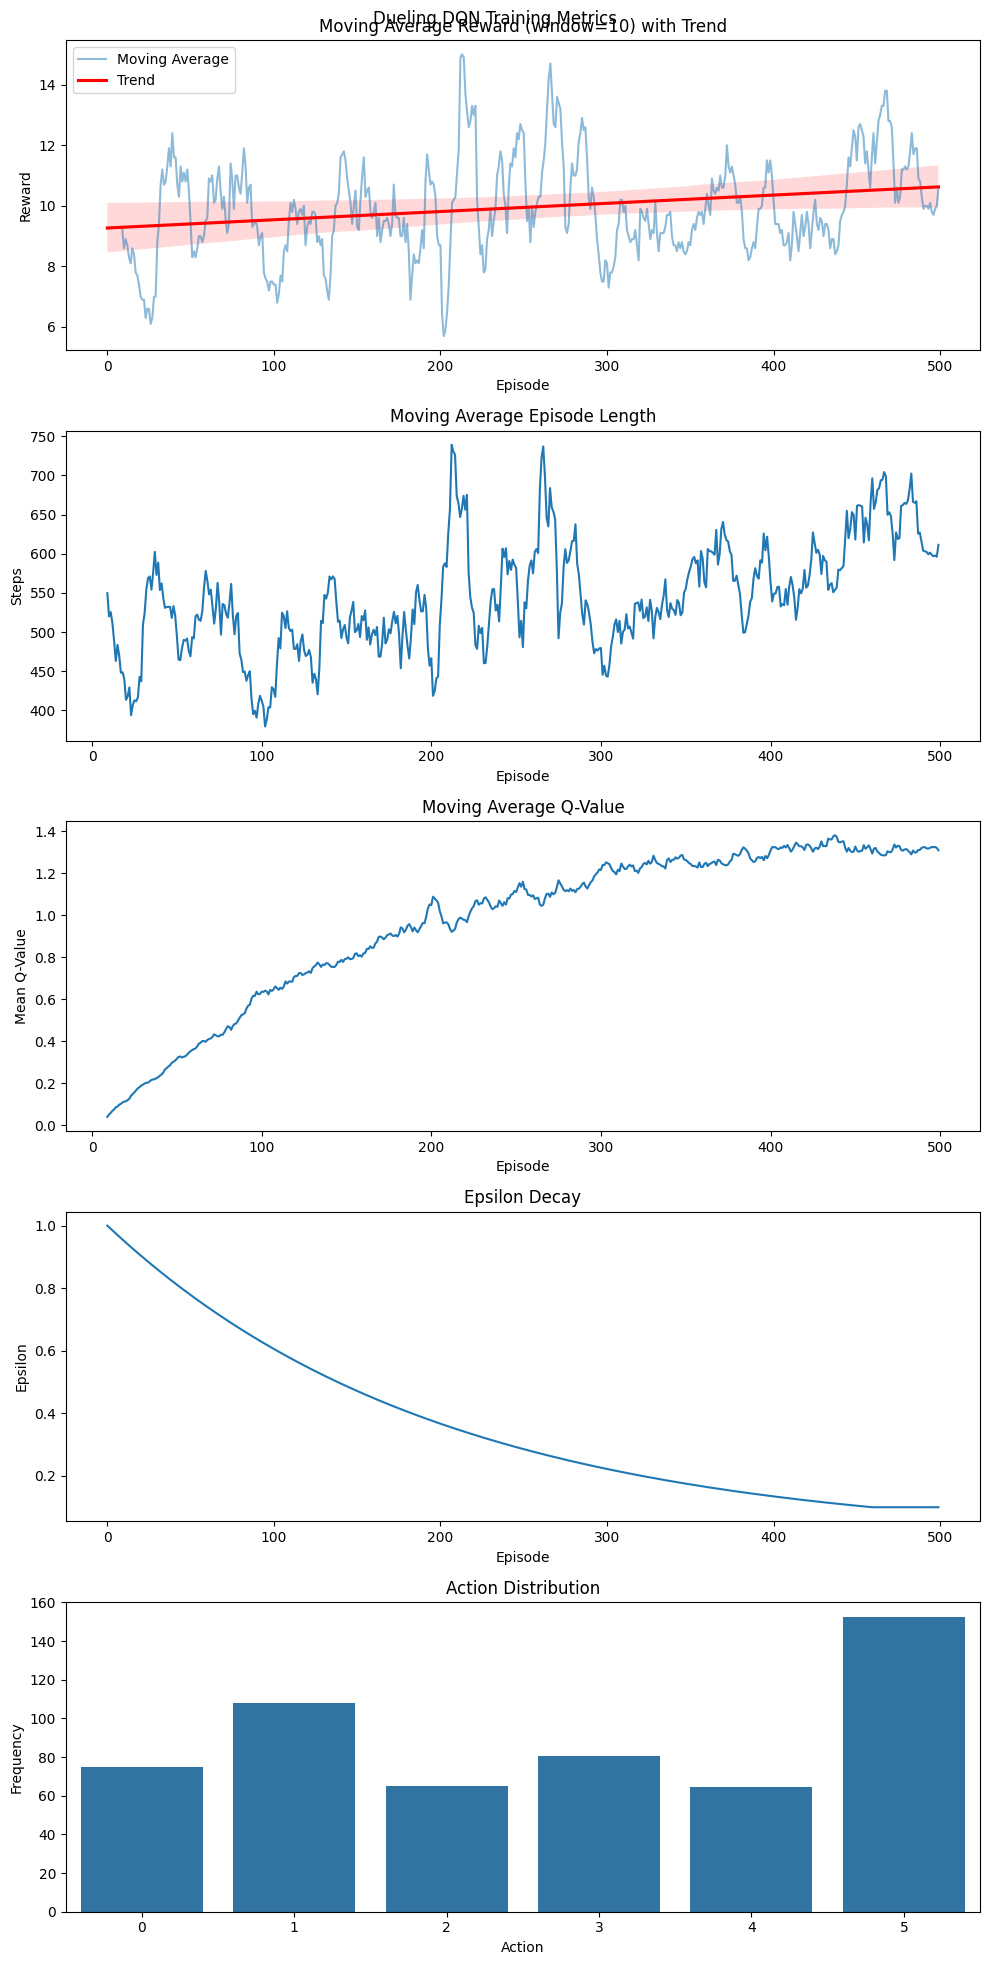 Dueling DQN Training Metrics
Moving Average Reward (window=10) with Trend
Moving Average
Trend
14
12
10
8
6
Reward
0 100 200 300 400 500
Episode
Moving Average Episode Length
750
700
650
600
550
500
450
400
Steps
0 100 200 300 400 500
Episode
Moving Average Q-Value
1.4
1.2
1.0
0.8
0.6
0.4
0.2
0.0
Mean Q-Value
0 100 200 300 400 500
Episode
Epsilon Decay
1.0
0.8
0.6
0.4
0.2
Epsilon
0 100 200 300 400 500
Episode
Action Distribution
160
140
120
100
80
60
40
20
0
Frequency
0 1 2 3 4 5
Action